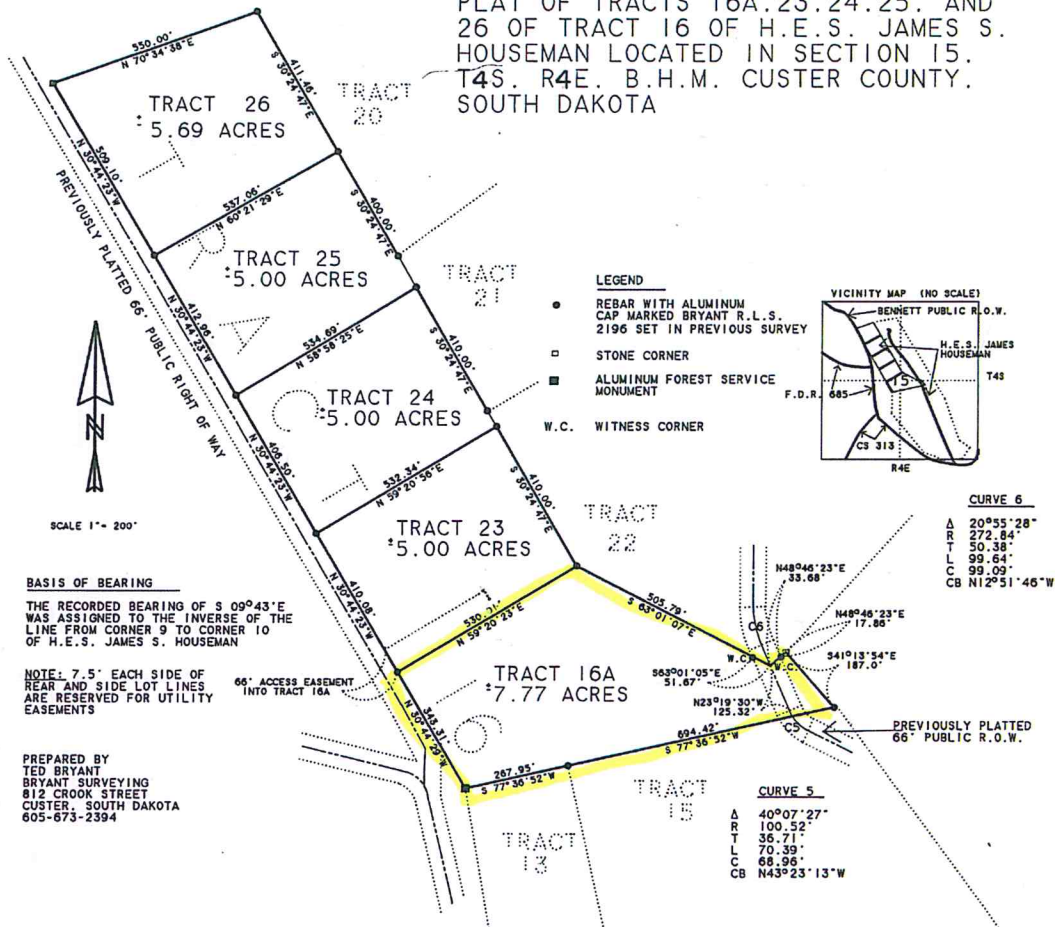 PLAT OF TRACTS 16A.23.24.25. AND
26 OF TRACT 16 OF H.E.S. JAMES S.
HOUSEMAN LOCATED IN SECTION 15.
T4S. R4E. B.H.M. CUSTER COUNTY.
SOUTH DAKOTA
550.00'
N 70°34'38"E
411.46'
S 30°24'47"E
TRACT 26
±5.69 ACRES
TRACT
20
509.10'
N 30°44'23"W
PREVIOUSLY PLATTED 66' PUBLIC RIGHT OF WAY
537.06'
N 60°21'29"E
400.00'
S 30°24'47"E
TRACT 25
±5.00 ACRES
TRACT
21
412.96'
N 30°44'23"W
534.69'
N 58°58'25"E
410.00'
S 30°24'47"E
TRACT 24
±5.00 ACRES
406.50'
N 30°44'23"W
532.34'
N 59°20'56"E
410.00'
S 30°24'47"E
TRACT 23
±5.00 ACRES
TRACT
22
410.08'
N 30°44'23"W
N 59°20'23"E
TRACT
16
LEGEND
REBAR WITH ALUMINUM
CAP MARKED BRYANT R.L.S.
2196 SET IN PREVIOUS SURVEY
STONE CORNER
ALUMINUM FOREST SERVICE
MONUMENT
W.C. WITNESS CORNER
VICINITY MAP (NO SCALE)
BENNETT PUBLIC R.O.W.
H.E.S. JAMES
HOUSEMAN
T4S
15
F.D.R. 685
CS 313
R4E
N
SCALE 1"= 200'
CURVE 6
Δ 20°55'28"
R 272.84'
T 50.38'
L 99.64'
C 99.09'
CB N12°51'46"W
BASIS OF BEARING
THE RECORDED BEARING OF S 09°43'E
WAS ASSIGNED TO THE INVERSE OF THE
LINE FROM CORNER 9 TO CORNER 10
OF H.E.S. JAMES S. HOUSEMAN
NOTE: 7.5' EACH SIDE OF
REAR AND SIDE LOT LINES
ARE RESERVED FOR UTILITY
EASEMENTS
66' ACCESS EASEMENT
INTO TRACT 16A
TRACT 16A
±7.77 ACRES
505.79'
S 63°01'07"E
N48°46'23"E
33.68'
C6
N48°46'23"E
17.86'
W.C.
W.C.
S41°13'54"E
187.0'
S63°01'05"E
51.67'
N23°19'30"W
125.32'
C5
343.31'
N 30°44'29"W
694.42'
S 77°36'52"W
267.95'
S 77°36'52"W
PREVIOUSLY PLATTED
66' PUBLIC R.O.W.
PREPARED BY
TED BRYANT
BRYANT SURVEYING
812 CROOK STREET
CUSTER. SOUTH DAKOTA
605-673-2394
TRACT
15
TRACT
13
CURVE 5
Δ 40°07'27"
R 100.52'
T 36.71'
L 70.39'
C 68.96'
CB N43°23'13"W